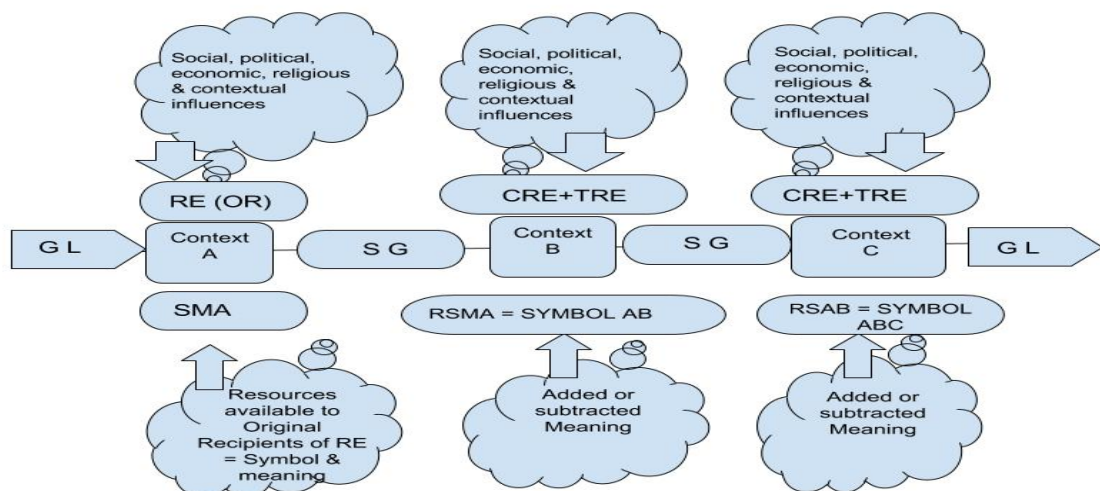 Social, political,
economic, religious
& contextual
influences
Social, political,
economic,
religious &
contextual
influences
Social, political,
economic,
religious &
contextual
influences
RE (OR)
CRE+TRE
CRE+TRE
G L
Context
A
S G
Context
B
S G
Context
C
G L
SMA
RSMA = SYMBOL AB
RSAB = SYMBOL
ABC
Resources
available to
Original
Recipients of RE
= Symbol &
meaning
Added or
subtracted
Meaning
Added or
subtracted
Meaning